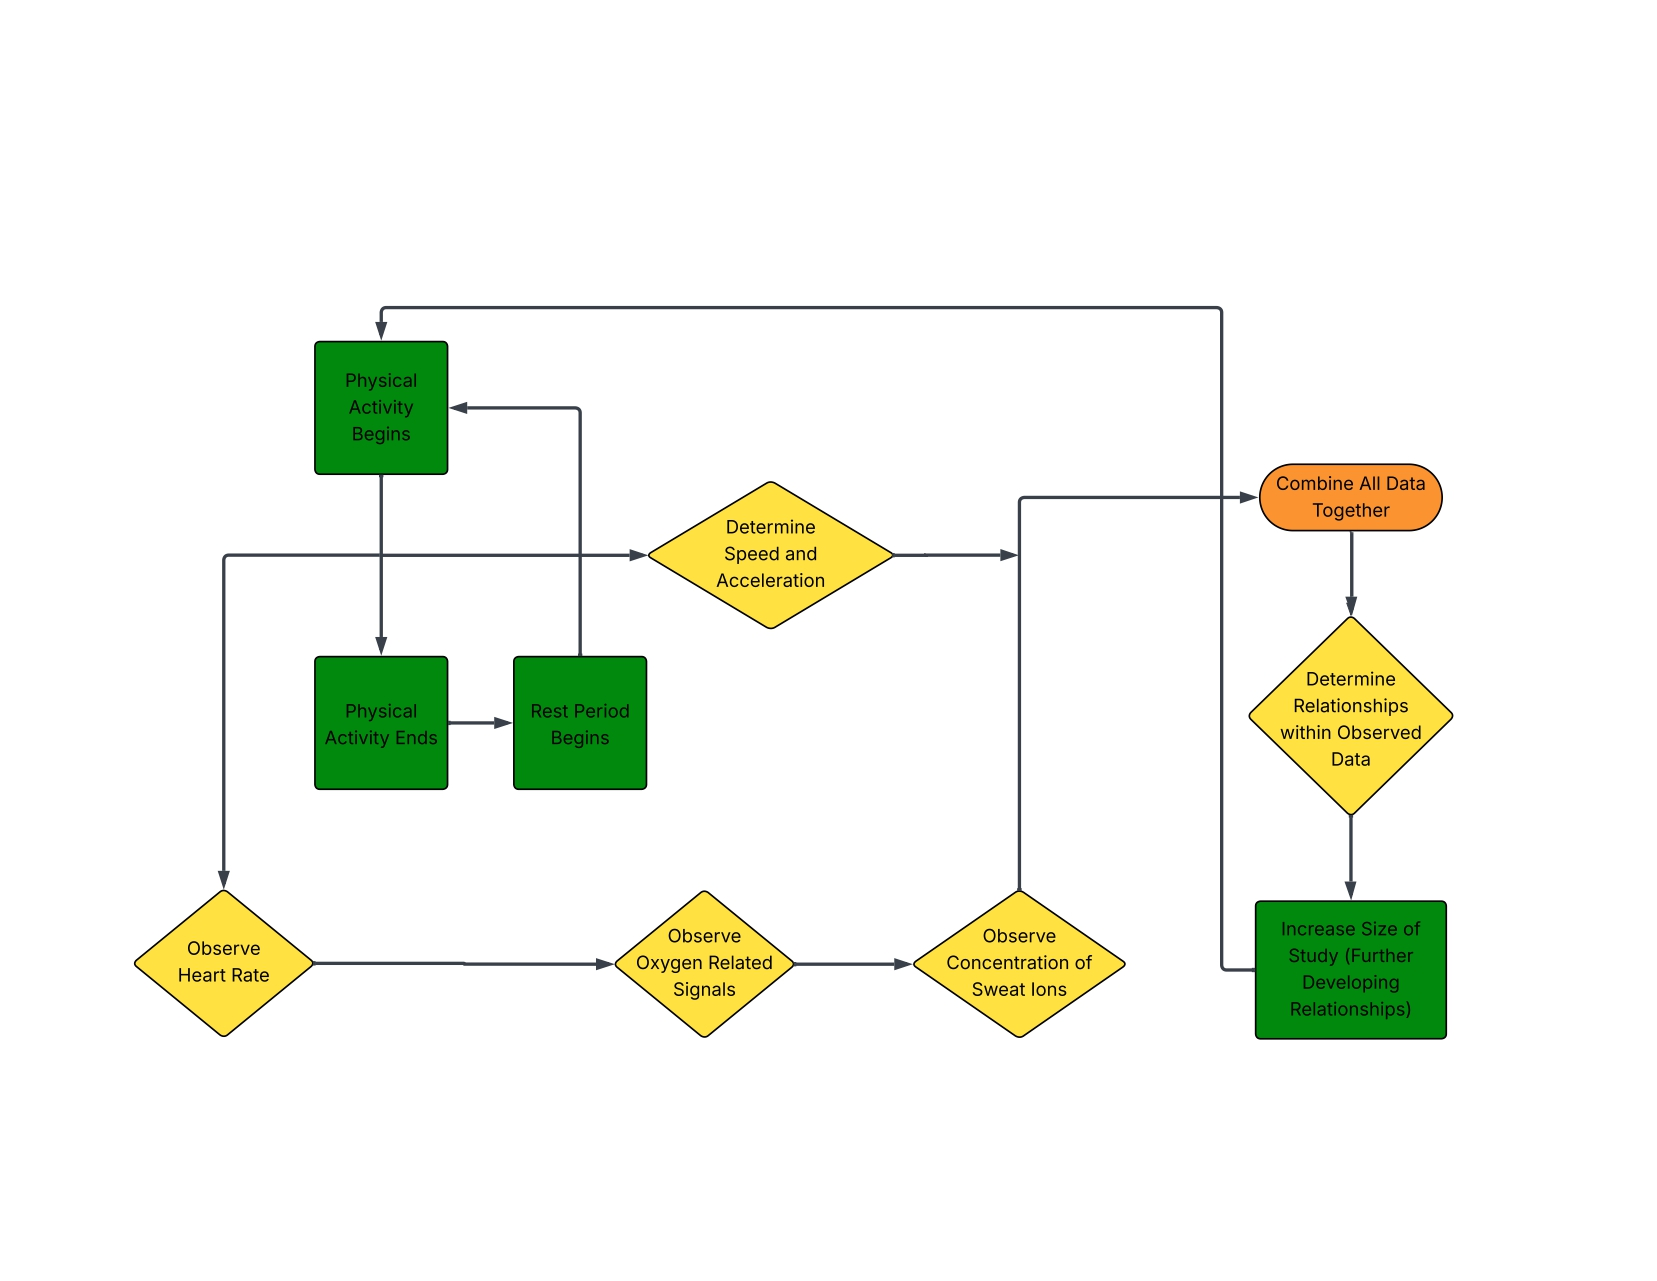 Physical
Activity
Begins
Combine All Data
Together
Determine
Speed and
Acceleration
Physical
Activity Ends
Rest Period
Begins
Determine
Relationships
within Observed
Data
Observe
Heart Rate
Observe
Oxygen Related
Signals
Observe
Concentration of
Sweat Ions
Increase Size of
Study (Further
Developing
Relationships)